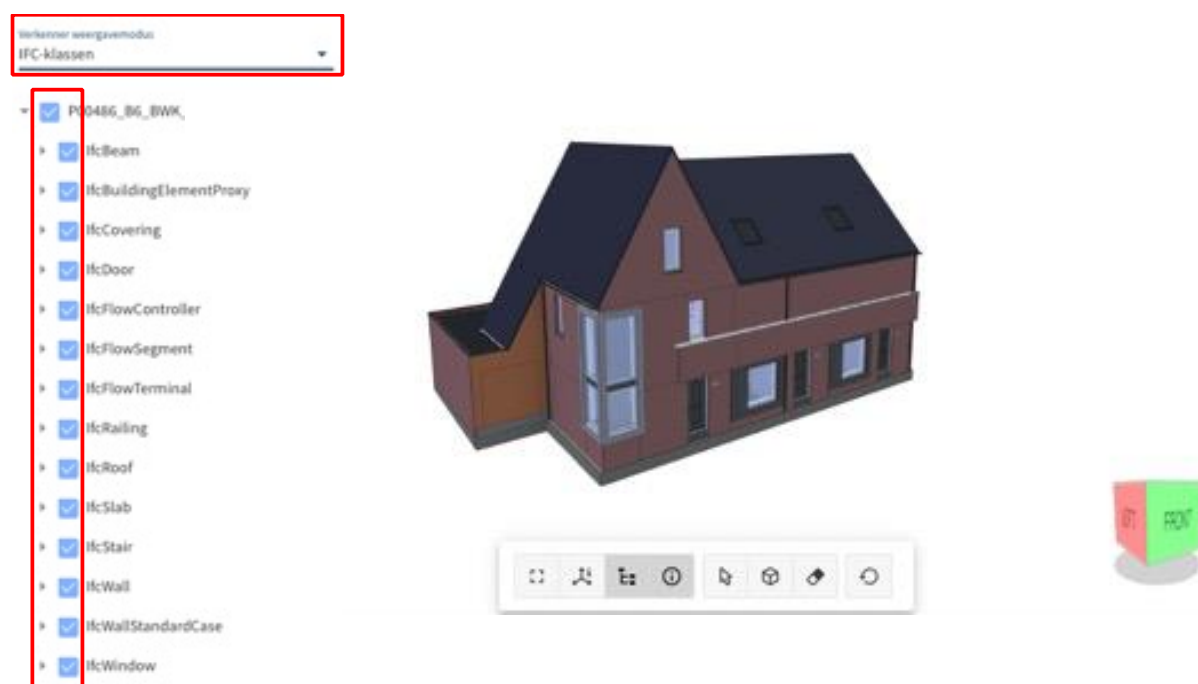 Verkenner weergavemodus
IFC-klassen
P00486_B6_BWK_
IfcBeam
IfcBuildingElementProxy
IfcCovering
IfcDoor
IfcFlowController
IfcFlowSegment
IfcFlowTerminal
IfcRailing
IfcRoof
IfcSlab
IfcStair
IfcWall
IfcWallStandardCase
IfcWindow
LEFT
FRONT